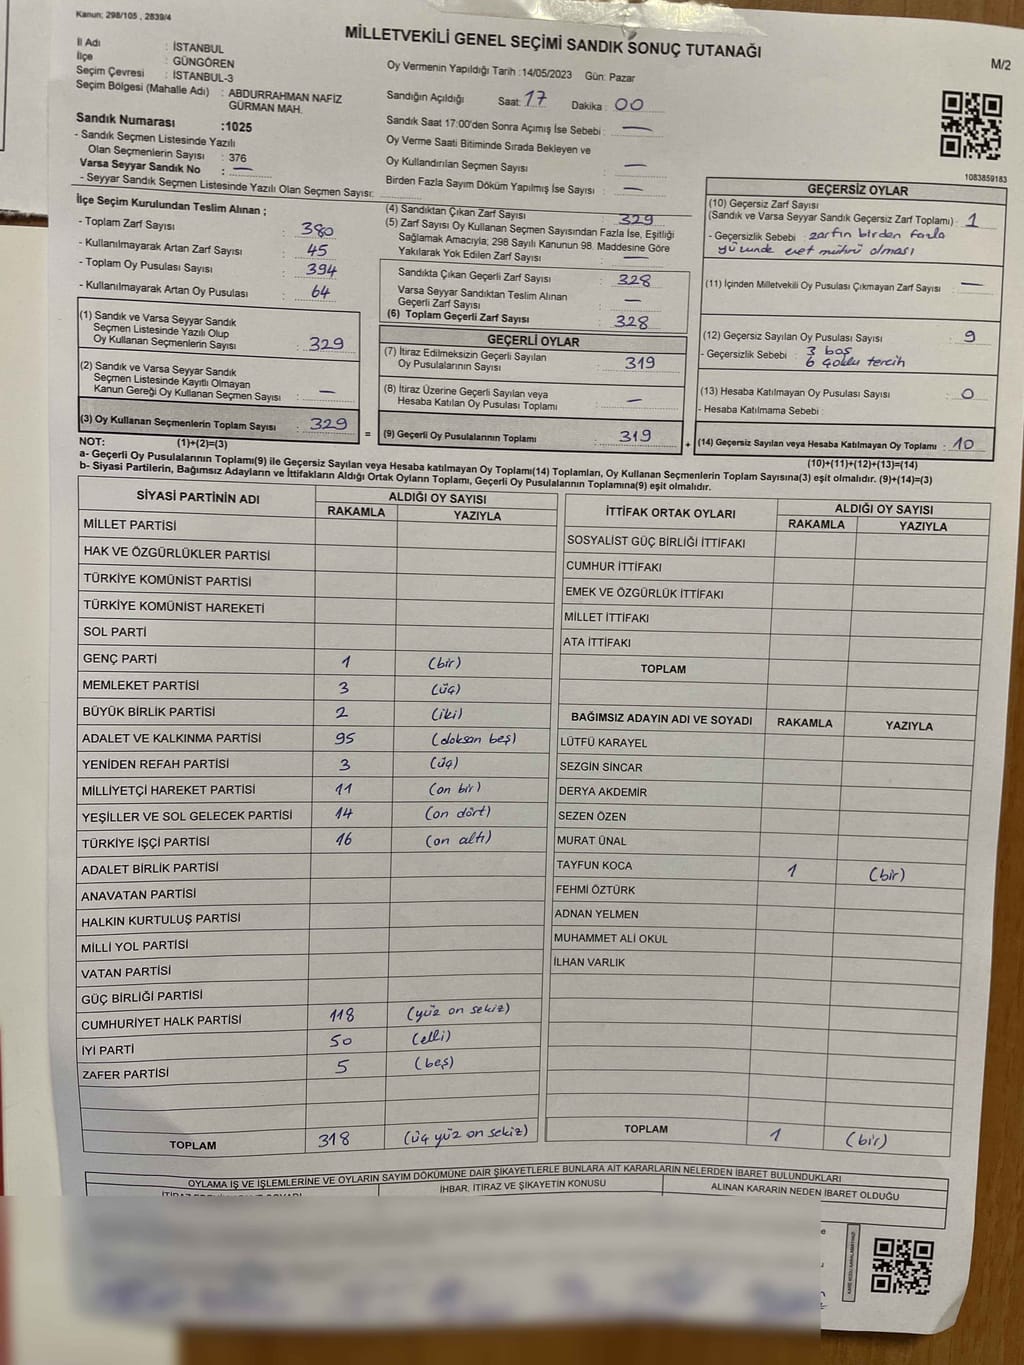 Kanun; 298/105 , 2839/4
MİLLETVEKİLİ GENEL SEÇİMİ SANDIK SONUÇ TUTANAĞI
M/2
İl Adı : İSTANBUL
İlçe : GÜNGÖREN
Seçim Çevresi : İSTANBUL-3
Seçim Bölgesi (Mahalle Adı) : ABDURRAHMAN NAFİZ
GÜRMAN MAH.
Sandık Numarası :1025
- Sandık Seçmen Listesinde Yazılı
Olan Seçmenlerin Sayısı : 376
Varsa Seyyar Sandık No : —
- Seyyar Sandık Seçmen Listesinde Yazılı Olan Seçmen Sayısı:
Oy Vermenin Yapıldığı Tarih :14/05/2023 Gün: Pazar
Sandığın Açıldığı Saat: 17 Dakika : 00
Sandık Saat 17:00'den Sonra Açımış İse Sebebi : —
Oy Verme Saati Bitiminde Sırada Bekleyen ve
Oy Kullandırılan Seçmen Sayısı : —
Birden Fazla Sayım Döküm Yapılmış İse Sayısı : —
1083859183
İlçe Seçim Kurulundan Teslim Alınan ;
- Toplam Zarf Sayısı : 380
- Kullanılmayarak Artan Zarf Sayısı : 45
- Toplam Oy Pusulası Sayısı : 394
- Kullanılmayarak Artan Oy Pusulası : 64
(1) Sandık ve Varsa Seyyar Sandık
Seçmen Listesinde Yazılı Olup
Oy Kullanan Seçmenlerin Sayısı : 329
(2) Sandık ve Varsa Seyyar Sandık
Seçmen Listesinde Kayıtlı Olmayan
Kanun Gereği Oy Kullanan Seçmen Sayısı : —
(3) Oy Kullanan Seçmenlerin Toplam Sayısı : 329
(4) Sandıktan Çıkan Zarf Sayısı : 329
(5) Zarf Sayısı Oy Kullanan Seçmen Sayısından Fazla İse, Eşitliği
Sağlamak Amacıyla; 298 Sayılı Kanunun 98. Maddesine Göre
Yakılarak Yok Edilen Zarf Sayısı : —
Sandıkta Çıkan Geçerli Zarf Sayısı : 328
Varsa Seyyar Sandıktan Teslim Alınan
Geçerli Zarf Sayısı : —
(6) Toplam Geçerli Zarf Sayısı : 328
GEÇERLİ OYLAR
(7) İtiraz Edilmeksizin Geçerli Sayılan
Oy Pusulalarının Sayısı : 319
(8) İtiraz Üzerine Geçerli Sayılan veya
Hesaba Katılan Oy Pusulası Toplamı : —
= (9) Geçerli Oy Pusulalarının Toplamı : 319
GEÇERSİZ OYLAR
(10) Geçersiz Zarf Sayısı
(Sandık ve Varsa Seyyar Sandık Geçersiz Zarf Toplamı) : 1
- Geçersizlik Sebebi : zarfın birden fazla
yüzünde evet mührü olması
(11) İçinden Milletvekili Oy Pusulası Çıkmayan Zarf Sayısı : —
(12) Geçersiz Sayılan Oy Pusulası Sayısı : 9
- Geçersizlik Sebebi : 3 boş
6 çoklu tercih
(13) Hesaba Katılmayan Oy Pusulası Sayısı : 0
- Hesaba Katılmama Sebebi :
+ (14) Geçersiz Sayılan veya Hesaba Katılmayan Oy Toplamı : 10
NOT: (1)+(2)=(3)
(10)+(11)+(12)+(13)=(14)
a- Geçerli Oy Pusulalarının Toplamı(9) ile Geçersiz Sayılan veya Hesaba katılmayan Oy Toplamı(14) Toplamları, Oy Kullanan Seçmenlerin Toplam Sayısına(3) eşit olmalıdır. (9)+(14)=(3)
b- Siyasi Partilerin, Bağımsız Adayların ve İttifakların Aldığı Ortak Oyların Toplamı, Geçerli Oy Pusulalarının Toplamına(9) eşit olmalıdır.
SİYASİ PARTİNİN ADI ALDIĞI OY SAYISI
RAKAMLA YAZIYLA
MİLLET PARTİSİ
HAK VE ÖZGÜRLÜKLER PARTİSİ
TÜRKİYE KOMÜNİST PARTİSİ
TÜRKİYE KOMÜNİST HAREKETİ
SOL PARTİ
GENÇ PARTİ 1 (bir)
MEMLEKET PARTİSİ 3 (üç)
BÜYÜK BİRLİK PARTİSİ 2 (iki)
ADALET VE KALKINMA PARTİSİ 95 (doksan beş)
YENİDEN REFAH PARTİSİ 3 (üç)
MİLLİYETÇİ HAREKET PARTİSİ 11 (on bir)
YEŞİLLER VE SOL GELECEK PARTİSİ 14 (on dört)
TÜRKİYE İŞÇİ PARTİSİ 16 (on altı)
ADALET BİRLİK PARTİSİ
ANAVATAN PARTİSİ
HALKIN KURTULUŞ PARTİSİ
MİLLİ YOL PARTİSİ
VATAN PARTİSİ
GÜÇ BİRLİĞİ PARTİSİ
CUMHURİYET HALK PARTİSİ 118 (yüz on sekiz)
İYİ PARTİ 50 (elli)
ZAFER PARTİSİ 5 (beş)
TOPLAM 318 (üç yüz on sekiz)
İTTİFAK ORTAK OYLARI ALDIĞI OY SAYISI
RAKAMLA YAZIYLA
SOSYALİST GÜÇ BİRLİĞİ İTTİFAKI
CUMHUR İTTİFAKI
EMEK VE ÖZGÜRLÜK İTTİFAKI
MİLLET İTTİFAKI
ATA İTTİFAKI
TOPLAM
BAĞIMSIZ ADAYIN ADI VE SOYADI RAKAMLA YAZIYLA
LÜTFÜ KARAYEL
SEZGİN SİNCAR
DERYA AKDEMİR
SEZEN ÖZEN
MURAT ÜNAL
TAYFUN KOCA 1 (bir)
FEHMİ ÖZTÜRK
ADNAN YELMEN
MUHAMMET ALİ OKUL
İLHAN VARLIK
TOPLAM 1 (bir)
OYLAMA İŞ VE İŞLEMLERİNE VE OYLARIN SAYIM DÖKÜMÜNE DAİR ŞİKAYETLERLE BUNLARA AİT KARARLARIN NELERDEN İBARET BULUNDUKLARI
İHBAR, İTİRAZ VE ŞİKAYETİN KONUSU
ALINAN KARARIN NEDEN İBARET OLDUĞU